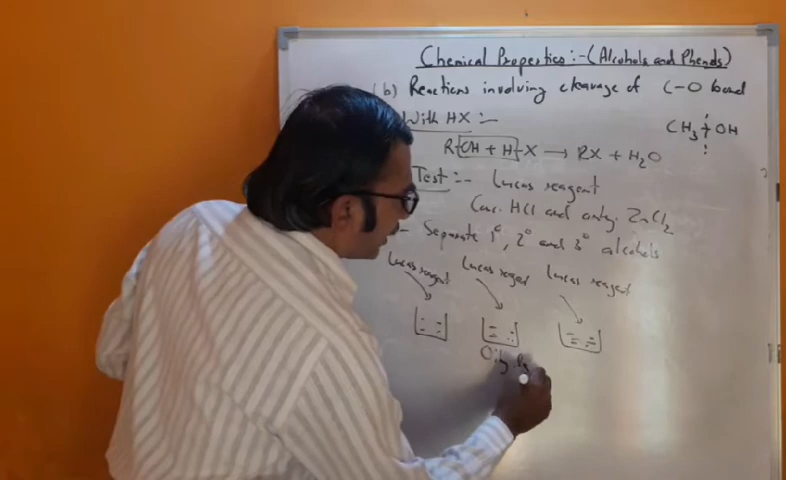 Chemical Properties:-(Alcohols and Phenols)
(b) Reactions involving cleavage of C-O bond
With HX :-
CH3 + OH
R-OH + H-X → RX + H2O
Test:- Lucas reagent
Conc. HCl and anhy. ZnCl2
- Separate 1°, 2° and 3° alcohols
Lucas reagent Lucas reagent Lucas reagent
Oily